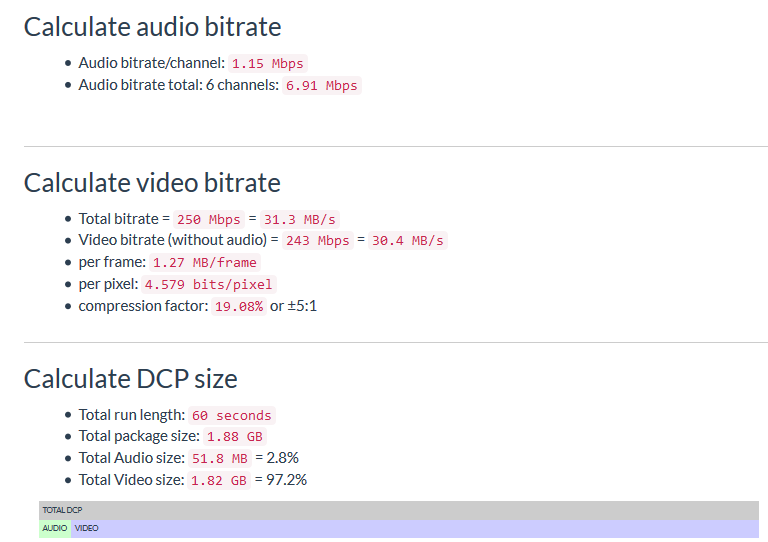 Calculate audio bitrate
Audio bitrate/channel: 1.15 Mbps
Audio bitrate total: 6 channels: 6.91 Mbps
Calculate video bitrate
Total bitrate = 250 Mbps = 31.3 MB/s
Video bitrate (without audio) = 243 Mbps = 30.4 MB/s
per frame: 1.27 MB/frame
per pixel: 4.579 bits/pixel
compression factor: 19.08% or ±5:1
Calculate DCP size
Total run length: 60 seconds
Total package size: 1.88 GB
Total Audio size: 51.8 MB = 2.8%
Total Video size: 1.82 GB = 97.2%
TOTAL DCP
AUDIO VIDEO